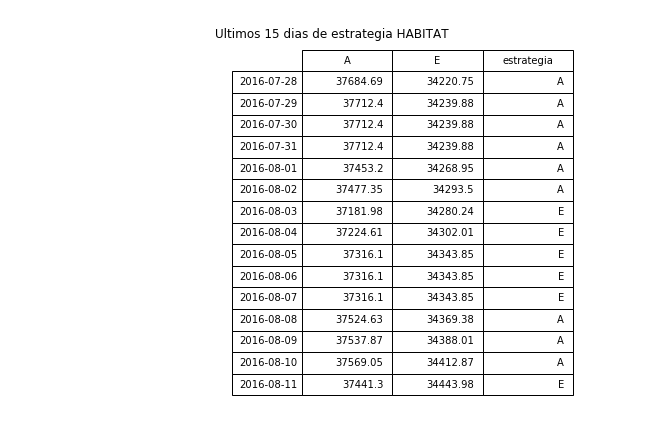 Ultimos 15 dias de estrategia HABITAT
A E estrategia
2016-07-28 37684.69 34220.75 A
2016-07-29 37712.4 34239.88 A
2016-07-30 37712.4 34239.88 A
2016-07-31 37712.4 34239.88 A
2016-08-01 37453.2 34268.95 A
2016-08-02 37477.35 34293.5 A
2016-08-03 37181.98 34280.24 E
2016-08-04 37224.61 34302.01 E
2016-08-05 37316.1 34343.85 E
2016-08-06 37316.1 34343.85 E
2016-08-07 37316.1 34343.85 E
2016-08-08 37524.63 34369.38 A
2016-08-09 37537.87 34388.01 A
2016-08-10 37569.05 34412.87 A
2016-08-11 37441.3 34443.98 E